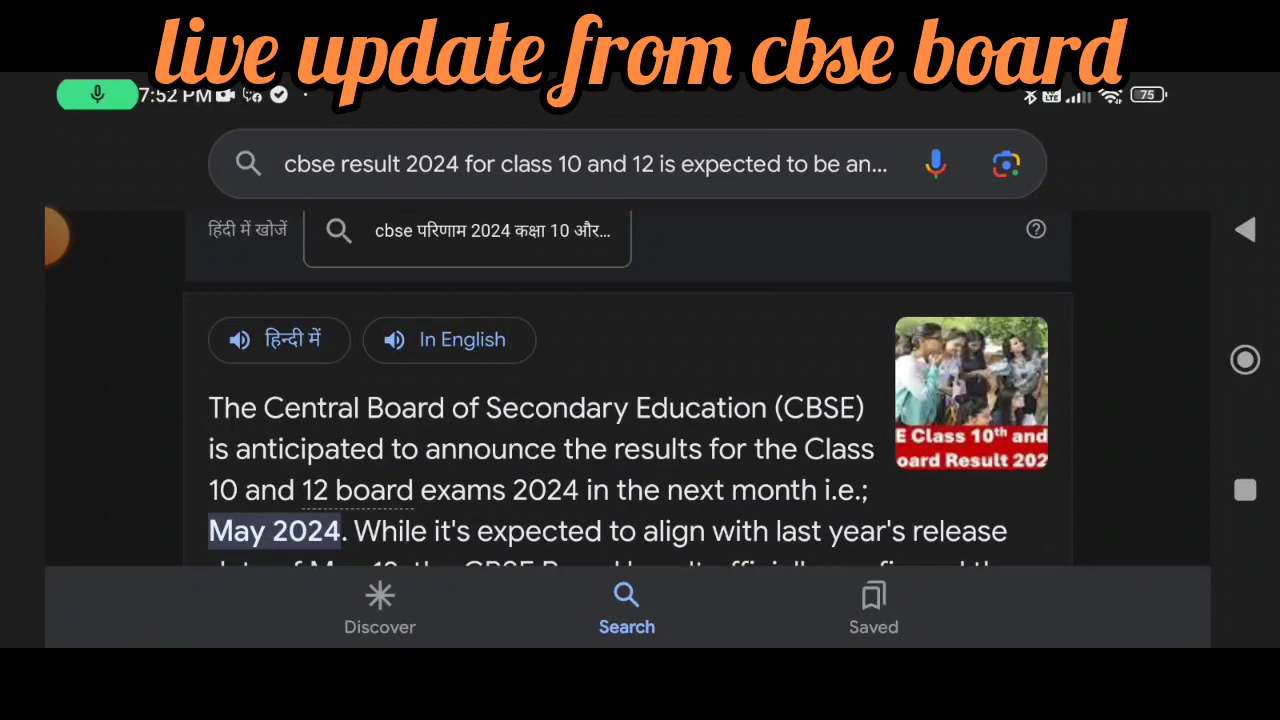 live update from cbse board
7:52 PM
75
cbse result 2024 for class 10 and 12 is expected to be an...
हिंदी में खोजें
cbse परिणाम 2024 कक्षा 10 और...
हिन्दी में
In English
The Central Board of Secondary Education (CBSE)
is anticipated to announce the results for the Class
10 and 12 board exams 2024 in the next month i.e.;
May 2024. While it's expected to align with last year's release
E Class 10th and
oard Result 202
Discover
Search
Saved